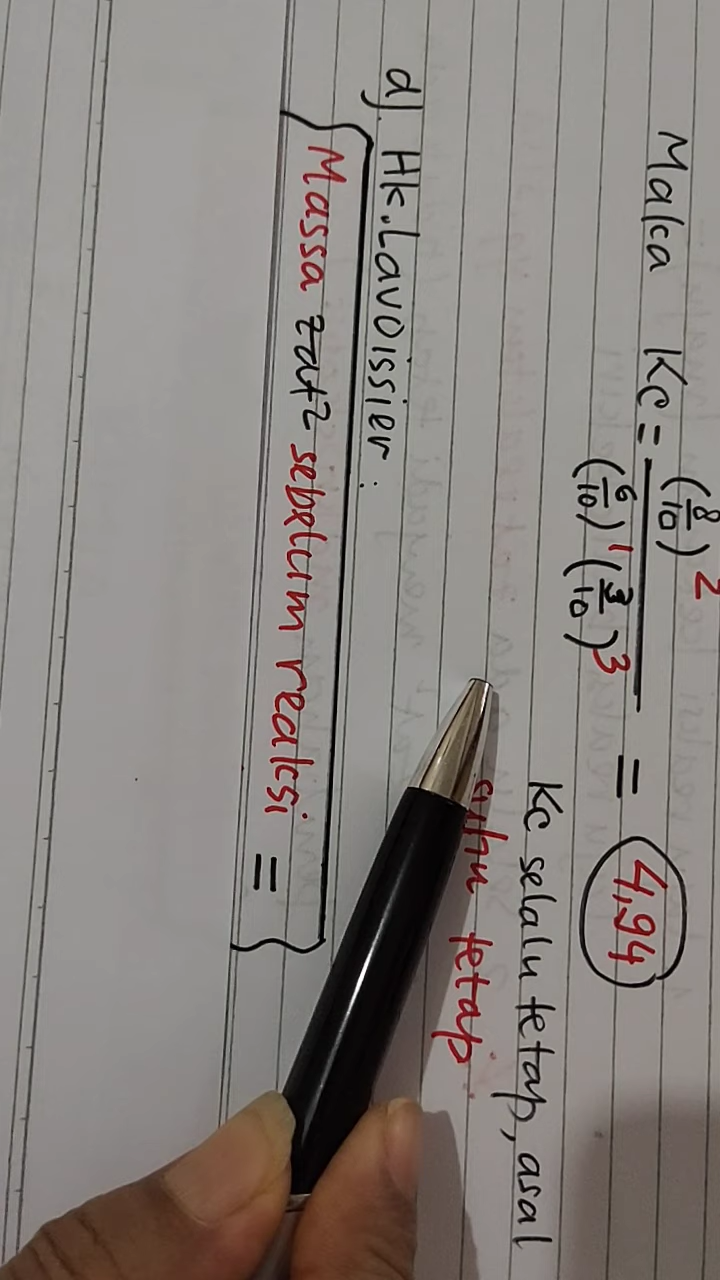 Maka Kc = (8/10)² / (6/10)¹ (3/10)³ = 4,94
Kc selalu tetap, asal
suhu tetap
d). Hk. Lavoissier :
Massa zat² sebelum reaksi =